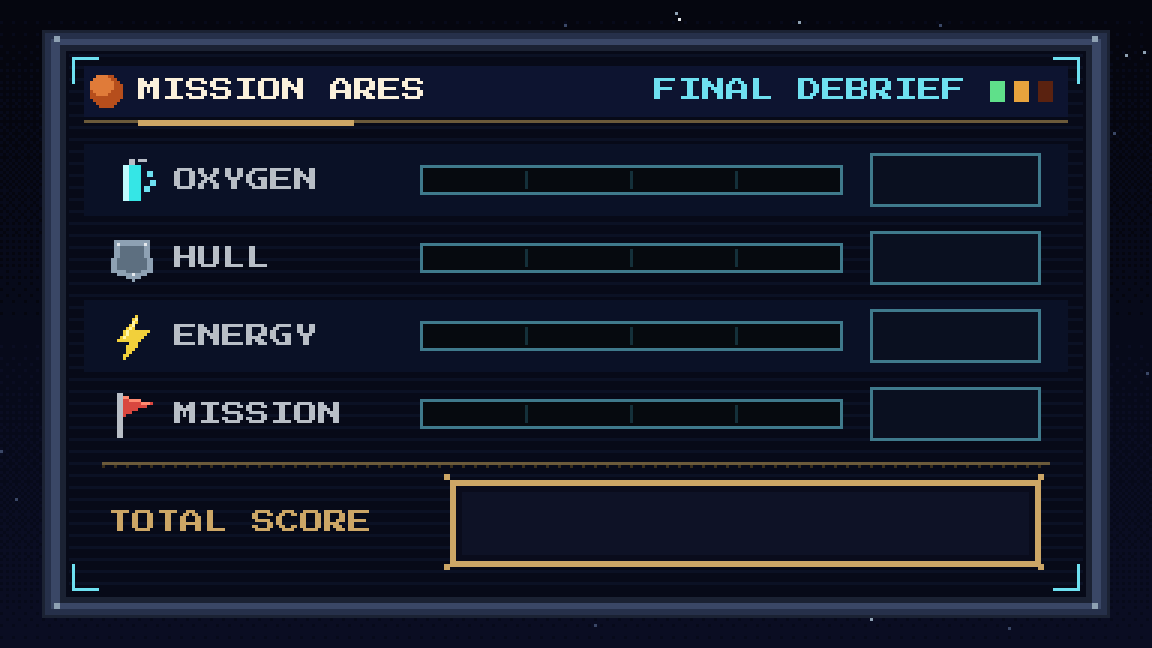 MISSION ARES
FINAL DEBRIEF
OXYGEN
HULL
ENERGY
MISSION
TOTAL SCORE